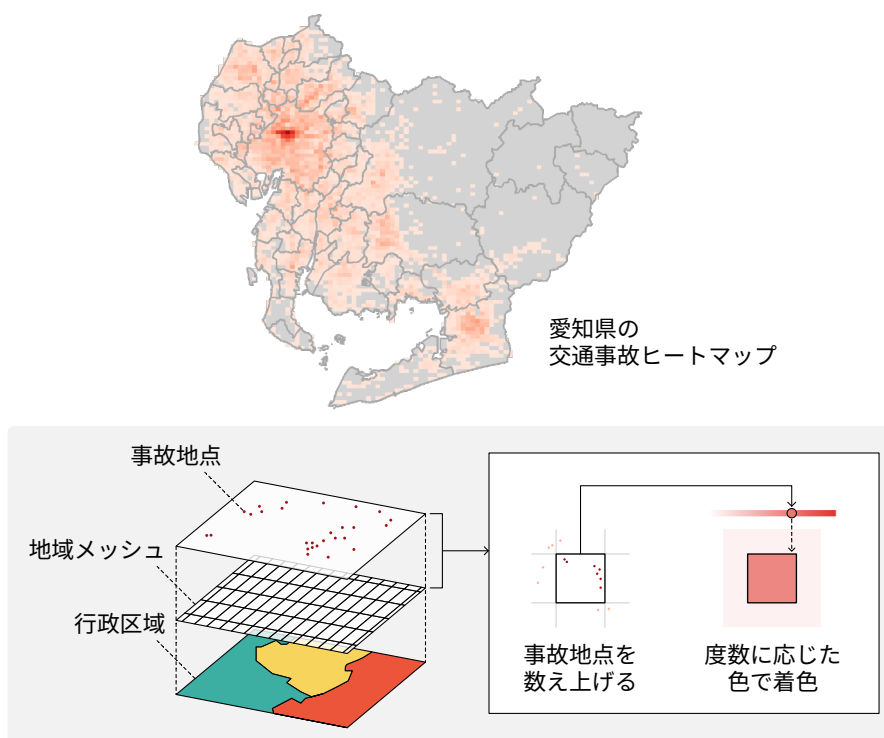 愛知県の
交通事故ヒートマップ
事故地点
地域メッシュ
行政区域
事故地点を
数え上げる
度数に応じた
色で着色